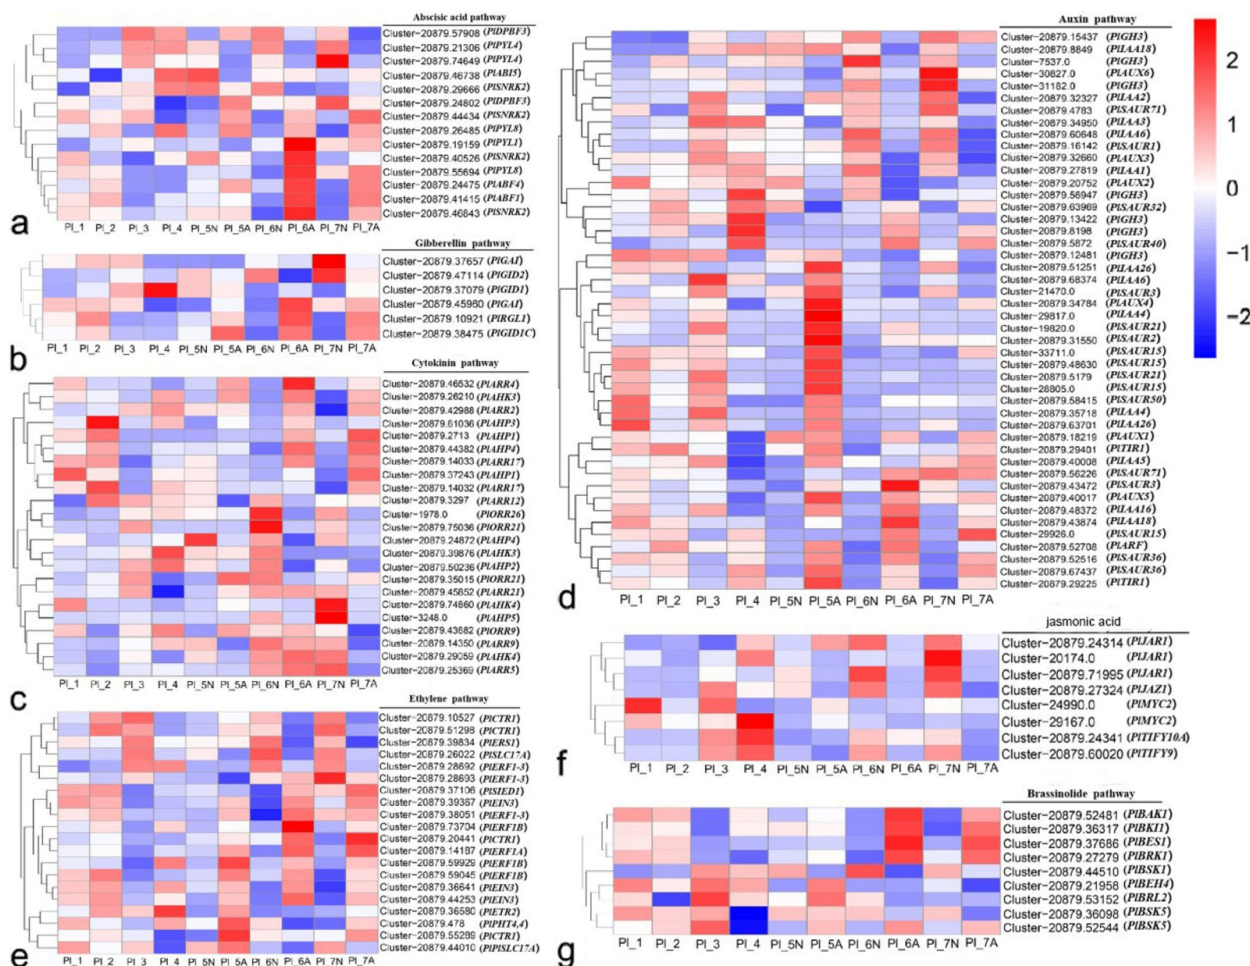 Abscisic acid pathway
Cluster-20879.57908 (PlDPBF3)
Cluster-20879.21306 (PlPYL4)
Cluster-20879.74649 (PlPYL4)
Cluster-20879.46738 (PlABI5)
Cluster-20879.29666 (PlSNRK2)
Cluster-20879.24802 (PlDPBF3)
Cluster-20879.44434 (PlSNRK2)
Cluster-20879.26485 (PlPYL8)
Cluster-20879.19159 (PlPYL1)
Cluster-20879.40526 (PlSNRK2)
Cluster-20879.55694 (PlPYL8)
Cluster-20879.24475 (PlABF4)
Cluster-20879.41415 (PlABF1)
Cluster-20879.46843 (PlSNRK2)
a
PI_1 PI_2 PI_3 PI_4 PI_5N PI_5A PI_6N PI_6A PI_7N PI_7A
Gibberellin pathway
Cluster-20879.37657 (PlGAI)
Cluster-20879.47114 (PlGID2)
Cluster-20879.37079 (PlGID1)
Cluster-20879.45960 (PlGAI)
Cluster-20879.10921 (PlRGL1)
Cluster-20879.38475 (PlGID1C)
b
PI_1 PI_2 PI_3 PI_4 PI_5N PI_5A PI_6N PI_6A PI_7N PI_7A
Cytokinin pathway
Cluster-20879.46532 (PlARR4)
Cluster-20879.26210 (PlAHK3)
Cluster-20879.42988 (PlARR2)
Cluster-20879.61036 (PlAHP3)
Cluster-20879.2713 (PlAHP1)
Cluster-20879.44382 (PlAHP4)
Cluster-20879.14033 (PlARR17)
Cluster-20879.37243 (PlAHP1)
Cluster-20879.14032 (PlARR17)
Cluster-20879.3297 (PlARR12)
Cluster-1978.0 (PlORR26)
Cluster-20879.75036 (PlORR21)
Cluster-20879.24872 (PlAHP4)
Cluster-20879.39876 (PlAHK3)
Cluster-20879.50236 (PlAHP2)
Cluster-20879.35015 (PlORR21)
Cluster-20879.45652 (PlARR21)
Cluster-20879.74860 (PlAHK4)
Cluster-3248.0 (PlAHP5)
Cluster-20879.43682 (PlORR9)
Cluster-20879.14350 (PlARR9)
Cluster-20879.29059 (PlAHK4)
Cluster-20879.25369 (PlARR5)
c
PI_1 PI_2 PI_3 PI_4 PI_5N PI_5A PI_6N PI_6A PI_7N PI_7A
Ethylene pathway
Cluster-20879.10527 (PlCTR1)
Cluster-20879.51298 (PlCTR1)
Cluster-20879.39834 (PlERS1)
Cluster-20879.26022 (PlSLC17A)
Cluster-20879.28692 (PlERF1-3)
Cluster-20879.28693 (PlERF1-3)
Cluster-20879.37106 (PlSIED1)
Cluster-20879.39367 (PlEIN3)
Cluster-20879.38051 (PlERF1-3)
Cluster-20879.73704 (PlERF1B)
Cluster-20879.20441 (PlCTR1)
Cluster-20879.14187 (PlERF1A)
Cluster-20879.59929 (PlERF1B)
Cluster-20879.59045 (PlERF1B)
Cluster-20879.36641 (PlEIN3)
Cluster-20879.44253 (PlEIN3)
Cluster-20879.36580 (PlETR2)
Cluster-20879.478 (PlPHT4,4)
Cluster-20879.55289 (PlCTR1)
Cluster-20879.44010 (PlPlSLC17A)
e
PI_1 PI_2 PI_3 PI_4 PI_5N PI_5A PI_6N PI_6A PI_7N PI_7A
Auxin pathway
Cluster-20879.15437 (PlGH3)
Cluster-20879.8849 (PlIAA18)
Cluster-7537.0 (PlGH3)
Cluster-30827.0 (PlAUX6)
Cluster-31182.0 (PlGH3)
Cluster-20879.32327 (PlIAA2)
Cluster-20879.4783 (PlSAUR71)
Cluster-20879.34950 (PlIAA3)
Cluster-20879.60648 (PlIAA6)
Cluster-20879.16142 (PlSAUR1)
Cluster-20879.32660 (PlAUX3)
Cluster-20879.27819 (PlIAA1)
Cluster-20879.20752 (PlAUX2)
Cluster-20879.56947 (PlGH3)
Cluster-20879.63969 (PlSAUR32)
Cluster-20879.13422 (PlGH3)
Cluster-20879.8198 (PlGH3)
Cluster-20879.5872 (PlSAUR40)
Cluster-20879.12481 (PlGH3)
Cluster-20879.51251 (PlIAA26)
Cluster-20879.68374 (PlIAA6)
Cluster-21470.0 (PlSAUR3)
Cluster-20879.34784 (PlAUX4)
Cluster-29817.0 (PlIAA4)
Cluster-19820.0 (PlSAUR21)
Cluster-20879.31550 (PlSAUR2)
Cluster-33711.0 (PlSAUR15)
Cluster-20879.48630 (PlSAUR15)
Cluster-20879.5179 (PlSAUR21)
Cluster-28805.0 (PlSAUR15)
Cluster-20879.58415 (PlSAUR50)
Cluster-20879.35718 (PlIAA4)
Cluster-20879.63701 (PlIAA26)
Cluster-20879.18219 (PlAUX1)
Cluster-20879.29401 (PlTIR1)
Cluster-20879.40008 (PlIAA5)
Cluster-20879.56226 (PlSAUR71)
Cluster-20879.43472 (PlSAUR3)
Cluster-20879.40017 (PlAUX5)
Cluster-20879.48372 (PlIAA16)
Cluster-20879.43874 (PlIAA18)
Cluster-29926.0 (PlSAUR15)
Cluster-20879.52708 (PlARF)
Cluster-20879.52516 (PlSAUR36)
Cluster-20879.67437 (PlSAUR36)
Cluster-20879.29225 (PlTIR1)
d
PI_1 PI_2 PI_3 PI_4 PI_5N PI_5A PI_6N PI_6A PI_7N PI_7A
2
1
0
−1
−2
jasmonic acid
Cluster-20879.24314 (PlJAR1)
Cluster-20174.0 (PlJAR1)
Cluster-20879.71995 (PlJAR1)
Cluster-20879.27324 (PlJAZ1)
Cluster-24990.0 (PlMYC2)
Cluster-29167.0 (PlMYC2)
Cluster-20879.24341 (PlTIFY10A)
Cluster-20879.60020 (PlTIFY9)
f
PI_1 PI_2 PI_3 PI_4 PI_5N PI_5A PI_6N PI_6A PI_7N PI_7A
Brassinolide pathway
Cluster-20879.52481 (PlBAK1)
Cluster-20879.36317 (PlBKI1)
Cluster-20879.37686 (PlBES1)
Cluster-20879.27279 (PlBRK1)
Cluster-20879.44510 (PlBSK1)
Cluster-20879.21958 (PlBEH4)
Cluster-20879.53152 (PlBRL2)
Cluster-20879.36098 (PlBSK5)
Cluster-20879.52544 (PlBSK5)
g
PI_1 PI_2 PI_3 PI_4 PI_5N PI_5A PI_6N PI_6A PI_7N PI_7A